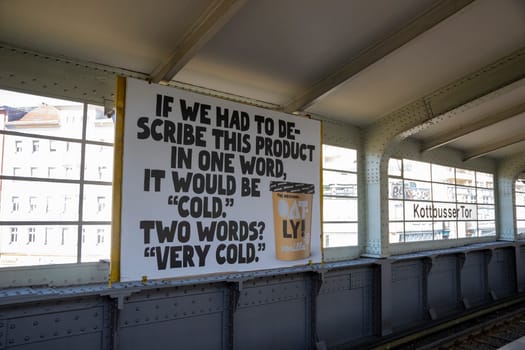 IF WE HAD TO DE-
SCRIBE THIS PRODUCT
IN ONE WORD,
IT WOULD BE
“COLD.”
TWO WORDS?
“VERY COLD.”
OAT
LY!
vanilla
Kottbusser Tor